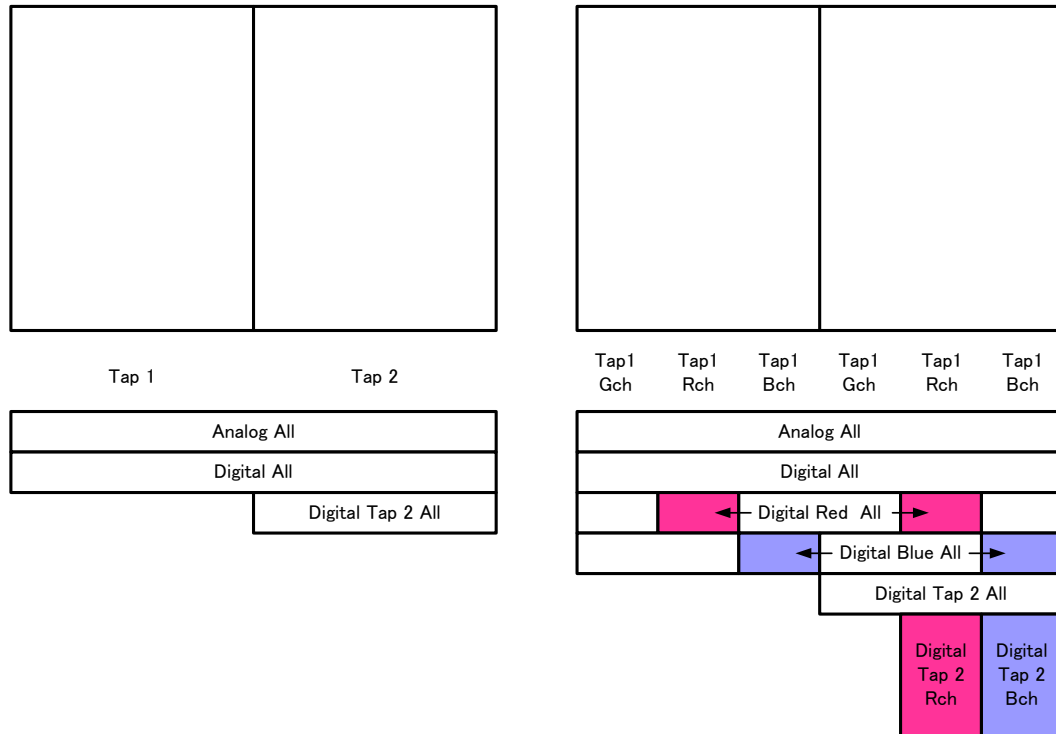 Tap 1
Tap 2
Tap1 Gch
Tap1 Rch
Tap1 Bch
Tap1 Gch
Tap1 Rch
Tap1 Bch
Analog All
Digital All
Digital Tap 2 All
Analog All
Digital All
Digital Red All
Digital Blue All
Digital Tap 2 All
Digital
Tap 2
Rch
Digital
Tap 2
Bch